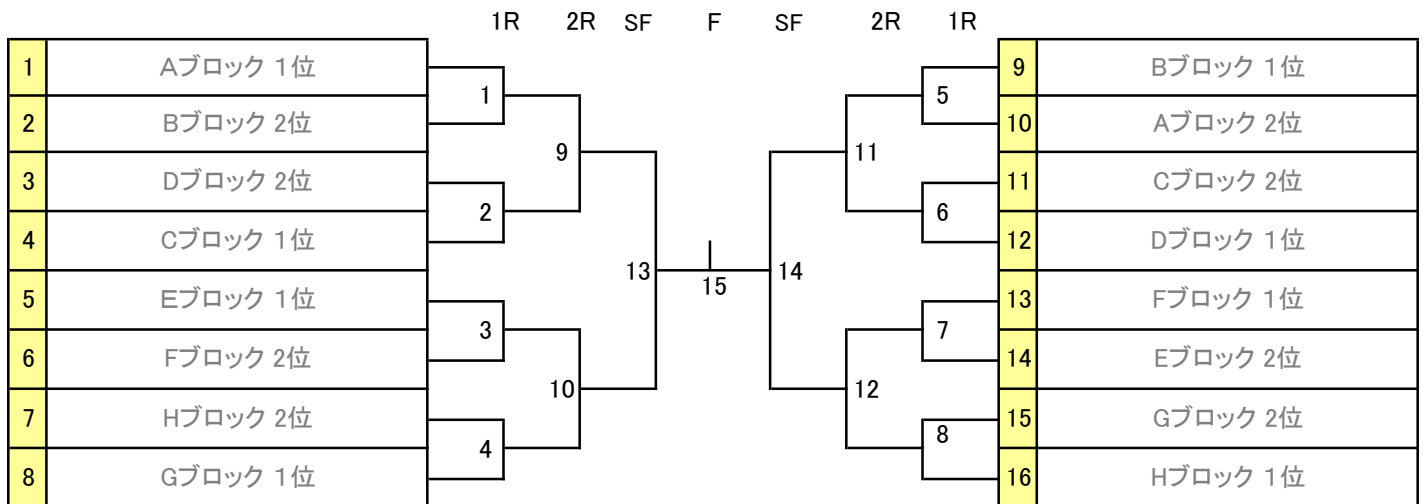 1R 2R SF F SF 2R 1R
1 Aブロック 1位 9 Bブロック 1位
1 5
2 Bブロック 2位 10 Aブロック 2位
9 11
3 Dブロック 2位 11 Cブロック 2位
2 6
4 Cブロック 1位 12 Dブロック 1位
13 15 14
5 Eブロック 1位 13 Fブロック 1位
3 7
6 Fブロック 2位 14 Eブロック 2位
10 12
7 Hブロック 2位 15 Gブロック 2位
4 8
8 Gブロック 1位 16 Hブロック 1位